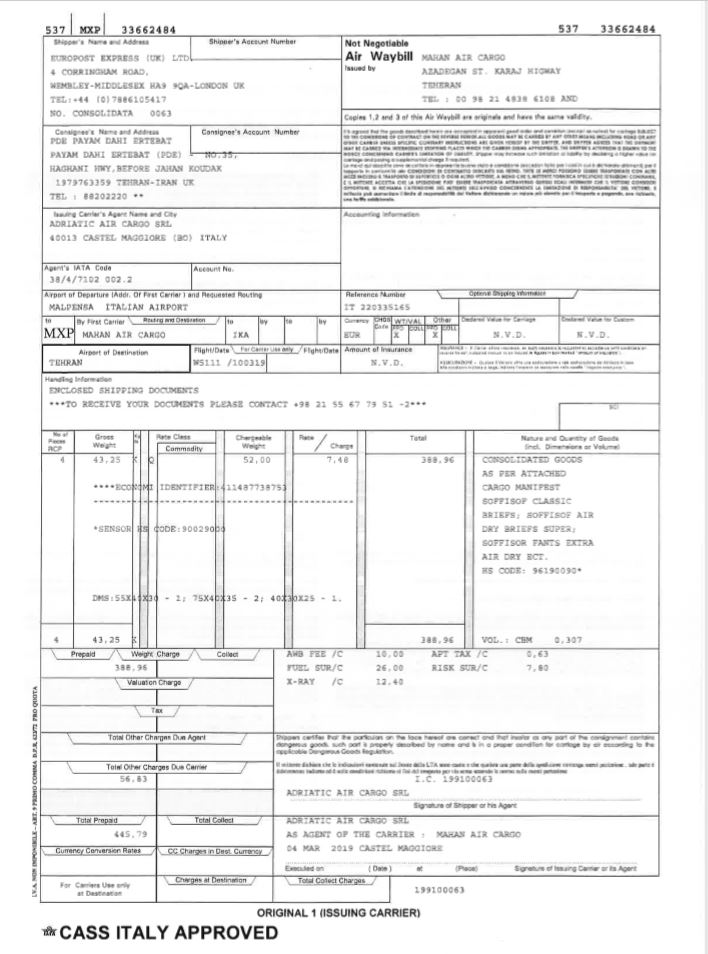 537 MXP 33662484
537 33662484
Shipper's Name and Address
Shipper's Account Number
EUROPOST EXPRESS (UK) LTD
4 CORRINGHAM ROAD,
WEMBLEY-MIDDLESEX HA9 9QA-LONDON UK
TEL:+44 (0)7886105417
NO. CONSOLIDATA 0063
Not Negotiable
Air Waybill
Issued by
MAHAN AIR CARGO
AZADEGAN ST. KARAJ HIGWAY
TEHERAN
TEL : 00 98 21 4838 6108 AND
Copies 1,2 and 3 of this Air Waybill are originals and have the same validity.
Consignee's Name and Address
Consignee's Account Number
PDE PAYAM DAHI ERTEBAT
PAYAM DAHI ERTEBAT (PDE) - NO.35,
HAGHANI HWY,BEFORE JAHAN KOUDAK
1979763359 TEHRAN-IRAN UK
TEL : 88202220 **
Issuing Carrier's Agent Name and City
ADRIATIC AIR CARGO SRL
40013 CASTEL MAGGIORE (BO) ITALY
Accounting Information
Agent's IATA Code
Account No.
38/4/7102 002.2
Airport of Departure (Addr. Of First Carrier ) and Requested Routing
MALPENSA ITALIAN AIRPORT
Reference Number
Optional Shipping Information
IT 220335165
to By First Carrier Routing and Destination to by to by
MXP MAHAN AIR CARGO IKA
Currency CHGS Code WT/VAL Other Declared Value for Carriage Declared Value for Custom
PPD COLL PPD COLL
EUR X X N.V.D. N.V.D.
Airport of Destination
Flight/Date For Carrier Use only Flight/Date
Amount of Insurance
TEHRAN
W5111 /100319
N.V.D.
Handling Information
ENCLOSED SHIPPING DOCUMENTS
***TO RECEIVE YOUR DOCUMENTS PLEASE CONTACT +98 21 55 67 79 51 -2***
SCI
No of Pieces RCP
Gross Weight
Rate Class
Commodity
Chargeable Weight
Rate / Charge
Total
Nature and Quantity of Goods
(incl. Dimensions or Volume)
4 43,25 K Q 52,00 7,48 388,96
CONSOLIDATED GOODS
AS PER ATTACHED
CARGO MANIFEST
SOFFISOF CLASSIC
BRIEFS; SOFFISOF AIR
DRY BRIEFS SUPER;
SOFFISOR FANTS EXTRA
AIR DRY ECT.
HS CODE: 96190090*
****ECONOMI IDENTIFIER:411487738753
*SENSOR HS CODE:90029000
DMS:55X40X30 - 1; 75X40X35 - 2; 40X30X25 - 1.
4 43,25 K 388,96 VOL.: CBM 0,307
Prepaid Weight Charge Collect
388,96
AWB FEE /C 10,00 APT TAX /C 0,63
FUEL SUR/C 26,00 RISK SUR/C 7,80
X-RAY /C 12,40
Valuation Charge
Tax
Total Other Charges Due Agent
Shippers certifies that the particulars on the face hereof are correct and that insofar as any part of the consignment contains
dangerous goods, such part is properly described by name and is in a proper condition for carriage by air according to the
applicable Dangerous Goods Regulation.
Total Other Charges Due Carrier
56,83
I.C. 199100063
ADRIATIC AIR CARGO SRL
Signature of Shipper or his Agent
Total Prepaid
Total Collect
445,79
ADRIATIC AIR CARGO SRL
AS AGENT OF THE CARRIER : MAHAN AIR CARGO
04 MAR 2019 CASTEL MAGGIORE
Currency Conversion Rates
CC Charges in Dest. Currency
Executed on (Date) at (Place) Signature of Issuing Carrier or its Agent
For Carriers Use only
at Destination
Charges at Destination
Total Collect Charges
199100063
I.V.A. NON IMPONIBILE - ART. 9 PRIMO COMMA D.P.R. 633/72 PRO QUOTA
ORIGINAL 1 (ISSUING CARRIER)
CASS ITALY APPROVED